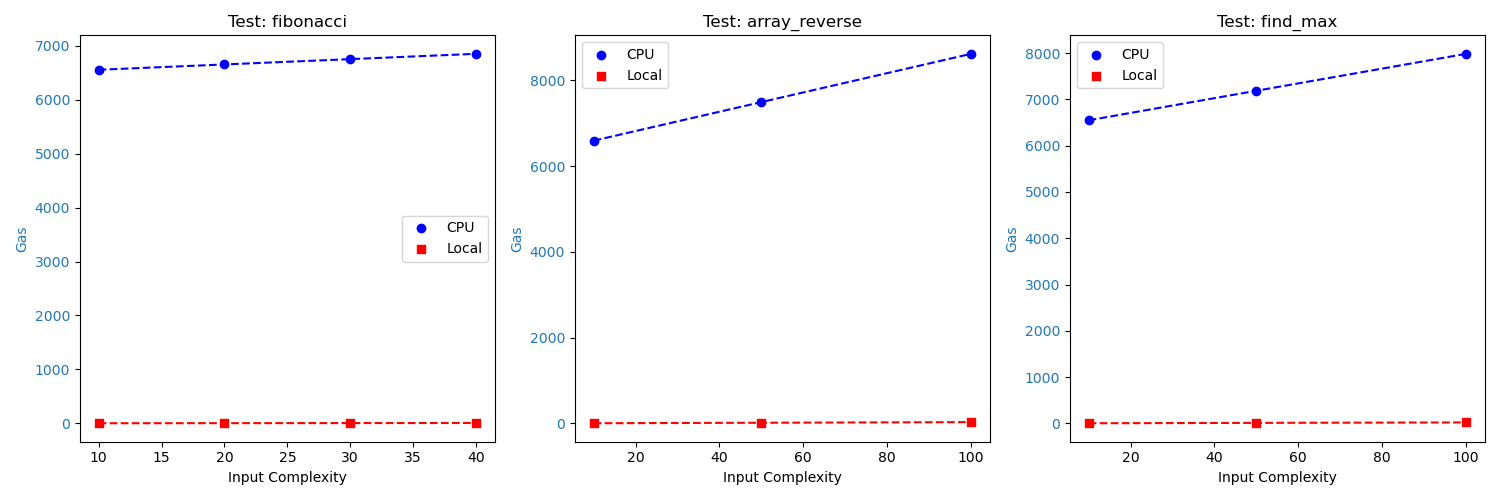 Test: fibonacci
7000
6000
5000
4000
3000
2000
1000
0
Gas
CPU
Local
10 15 20 25 30 35 40
Input Complexity
Test: array_reverse
CPU
Local
8000
6000
4000
2000
0
Gas
20 40 60 80 100
Input Complexity
Test: find_max
CPU
Local
8000
7000
6000
5000
4000
3000
2000
1000
0
Gas
20 40 60 80 100
Input Complexity